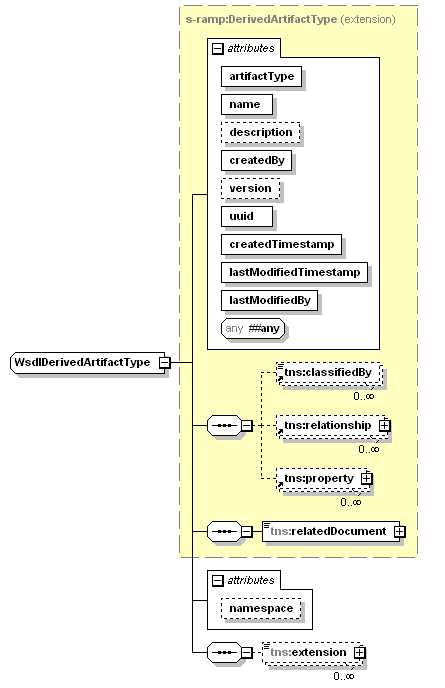 s-ramp:DerivedArtifactType (extension)
attributes
artifactType
name
description
createdBy
version
uuid
createdTimestamp
lastModifiedTimestamp
lastModifiedBy
any ##any
WsdlDerivedArtifactType
tns:classifiedBy
0..∞
tns:relationship
0..∞
tns:property
0..∞
tns:relatedDocument
attributes
namespace
tns:extension
0..∞